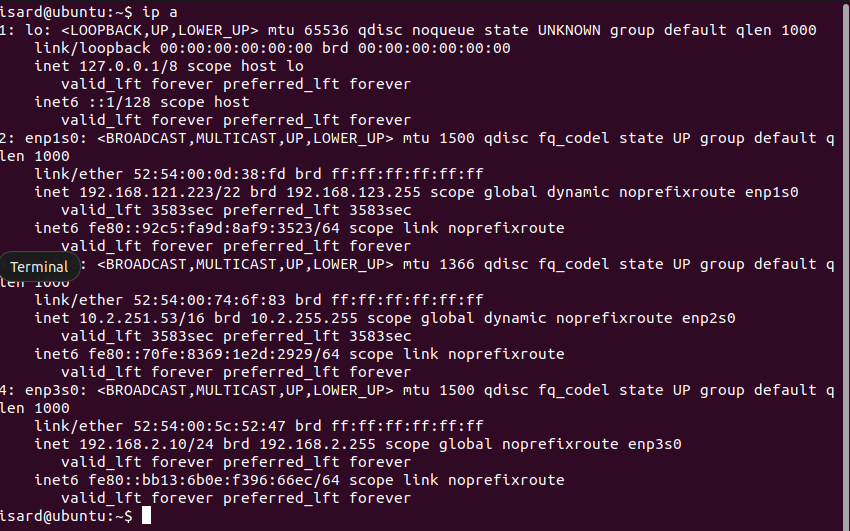 isard@ubuntu:~$ ip a
1: lo: <LOOPBACK,UP,LOWER_UP> mtu 65536 qdisc noqueue state UNKNOWN group default qlen 1000
    link/loopback 00:00:00:00:00:00 brd 00:00:00:00:00:00
    inet 127.0.0.1/8 scope host lo
       valid_lft forever preferred_lft forever
    inet6 ::1/128 scope host
       valid_lft forever preferred_lft forever
2: enp1s0: <BROADCAST,MULTICAST,UP,LOWER_UP> mtu 1500 qdisc fq_codel state UP group default q
len 1000
    link/ether 52:54:00:0d:38:fd brd ff:ff:ff:ff:ff:ff
    inet 192.168.121.223/22 brd 192.168.123.255 scope global dynamic noprefixroute enp1s0
       valid_lft 3583sec preferred_lft 3583sec
    inet6 fe80::92c5:fa9d:8af9:3523/64 scope link noprefixroute
       valid_lft forever preferred_lft forever
Terminal : <BROADCAST,MULTICAST,UP,LOWER_UP> mtu 1366 qdisc fq_codel state UP group default q
len 1000
    link/ether 52:54:00:74:6f:83 brd ff:ff:ff:ff:ff:ff
    inet 10.2.251.53/16 brd 10.2.255.255 scope global dynamic noprefixroute enp2s0
       valid_lft 3583sec preferred_lft 3583sec
    inet6 fe80::70fe:8369:1e2d:2929/64 scope link noprefixroute
       valid_lft forever preferred_lft forever
4: enp3s0: <BROADCAST,MULTICAST,UP,LOWER_UP> mtu 1500 qdisc fq_codel state UP group default q
len 1000
    link/ether 52:54:00:5c:52:47 brd ff:ff:ff:ff:ff:ff
    inet 192.168.2.10/24 brd 192.168.2.255 scope global noprefixroute enp3s0
       valid_lft forever preferred_lft forever
    inet6 fe80::bb13:6b0e:f396:66ec/64 scope link noprefixroute
       valid_lft forever preferred_lft forever
isard@ubuntu:~$